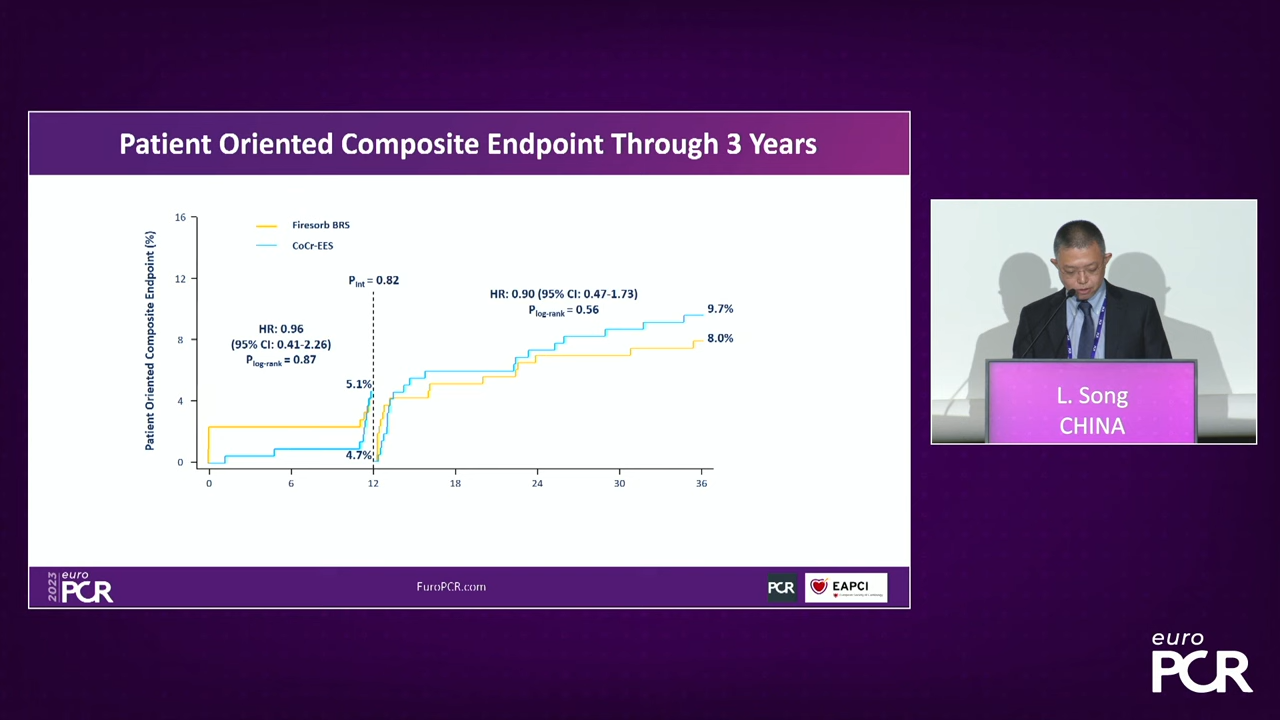 Patient Oriented Composite Endpoint Through 3 Years
Patient Oriented Composite Endpoint (%)
16
12
8
4
0
Firesorb BRS
CoCr-EES
Pint = 0.82
HR: 0.96
(95% CI: 0.41-2.26)
Plog-rank = 0.87
HR: 0.90 (95% CI: 0.47-1.73)
Plog-rank = 0.56
9.7%
8.0%
5.1%
4.7%
0 6 12 18 24 30 36
2023 euro PCR
EuroPCR.com
PCR
EAPCI
L. Song
CHINA
euro
PCR